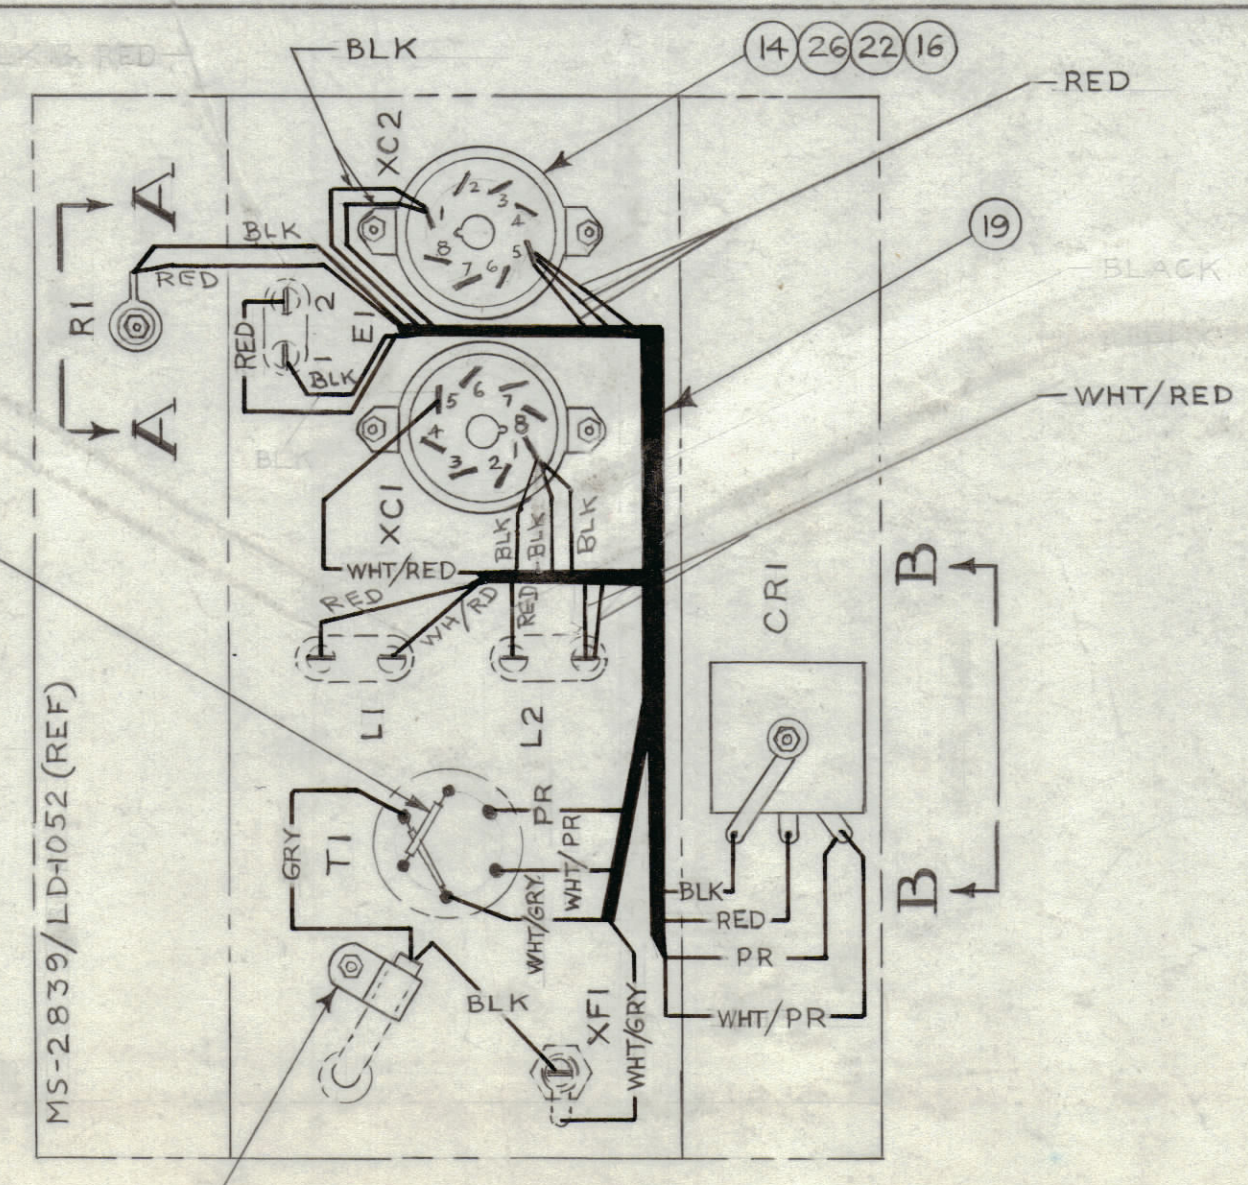 BLK & RED
BLK
14 26 22 16
RED
XC2
A
2
3
1
4
5
8
7
6
19
BLK
RED
BLACK
R1
2
E1
1
RED
BLK
A
6
7
5
8
4
1
3
2
WHT/RED
BLK
XC1
BLK
BLK
BLK
WHT/RED
RED
WH/RD
RED
B
CR1
L1
L2
MS-2839/LD-1052 (REF)
GRY
T1
PR
WHT/PR
WHT/GRY
B
BLK
RED
PR
WHT/PR
BLK
XF1
WHT/GRY